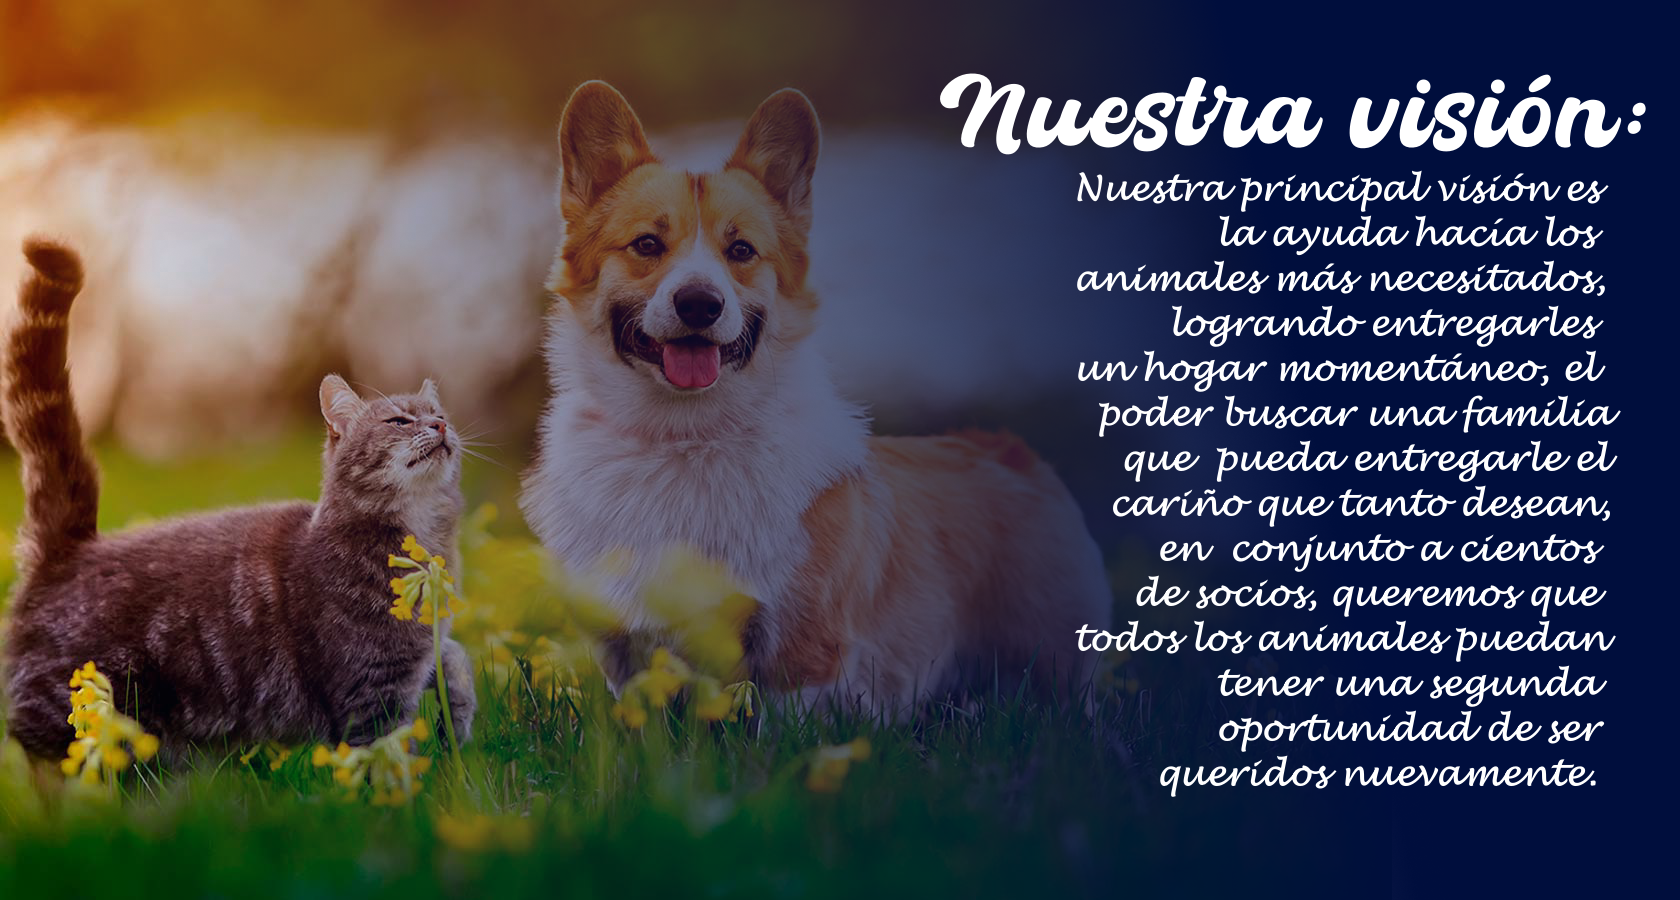 Nuestra visión:
Nuestra principal visión es
la ayuda hacía los
animales más necesitados,
logrando entregarles
un hogar momentáneo, el
poder buscar una familia
que pueda entregarle el
cariño que tanto desean,
en conjunto a cientos
de socios, queremos que
todos los animales puedan
tener una segunda
oportunidad de ser
queridos nuevamente.